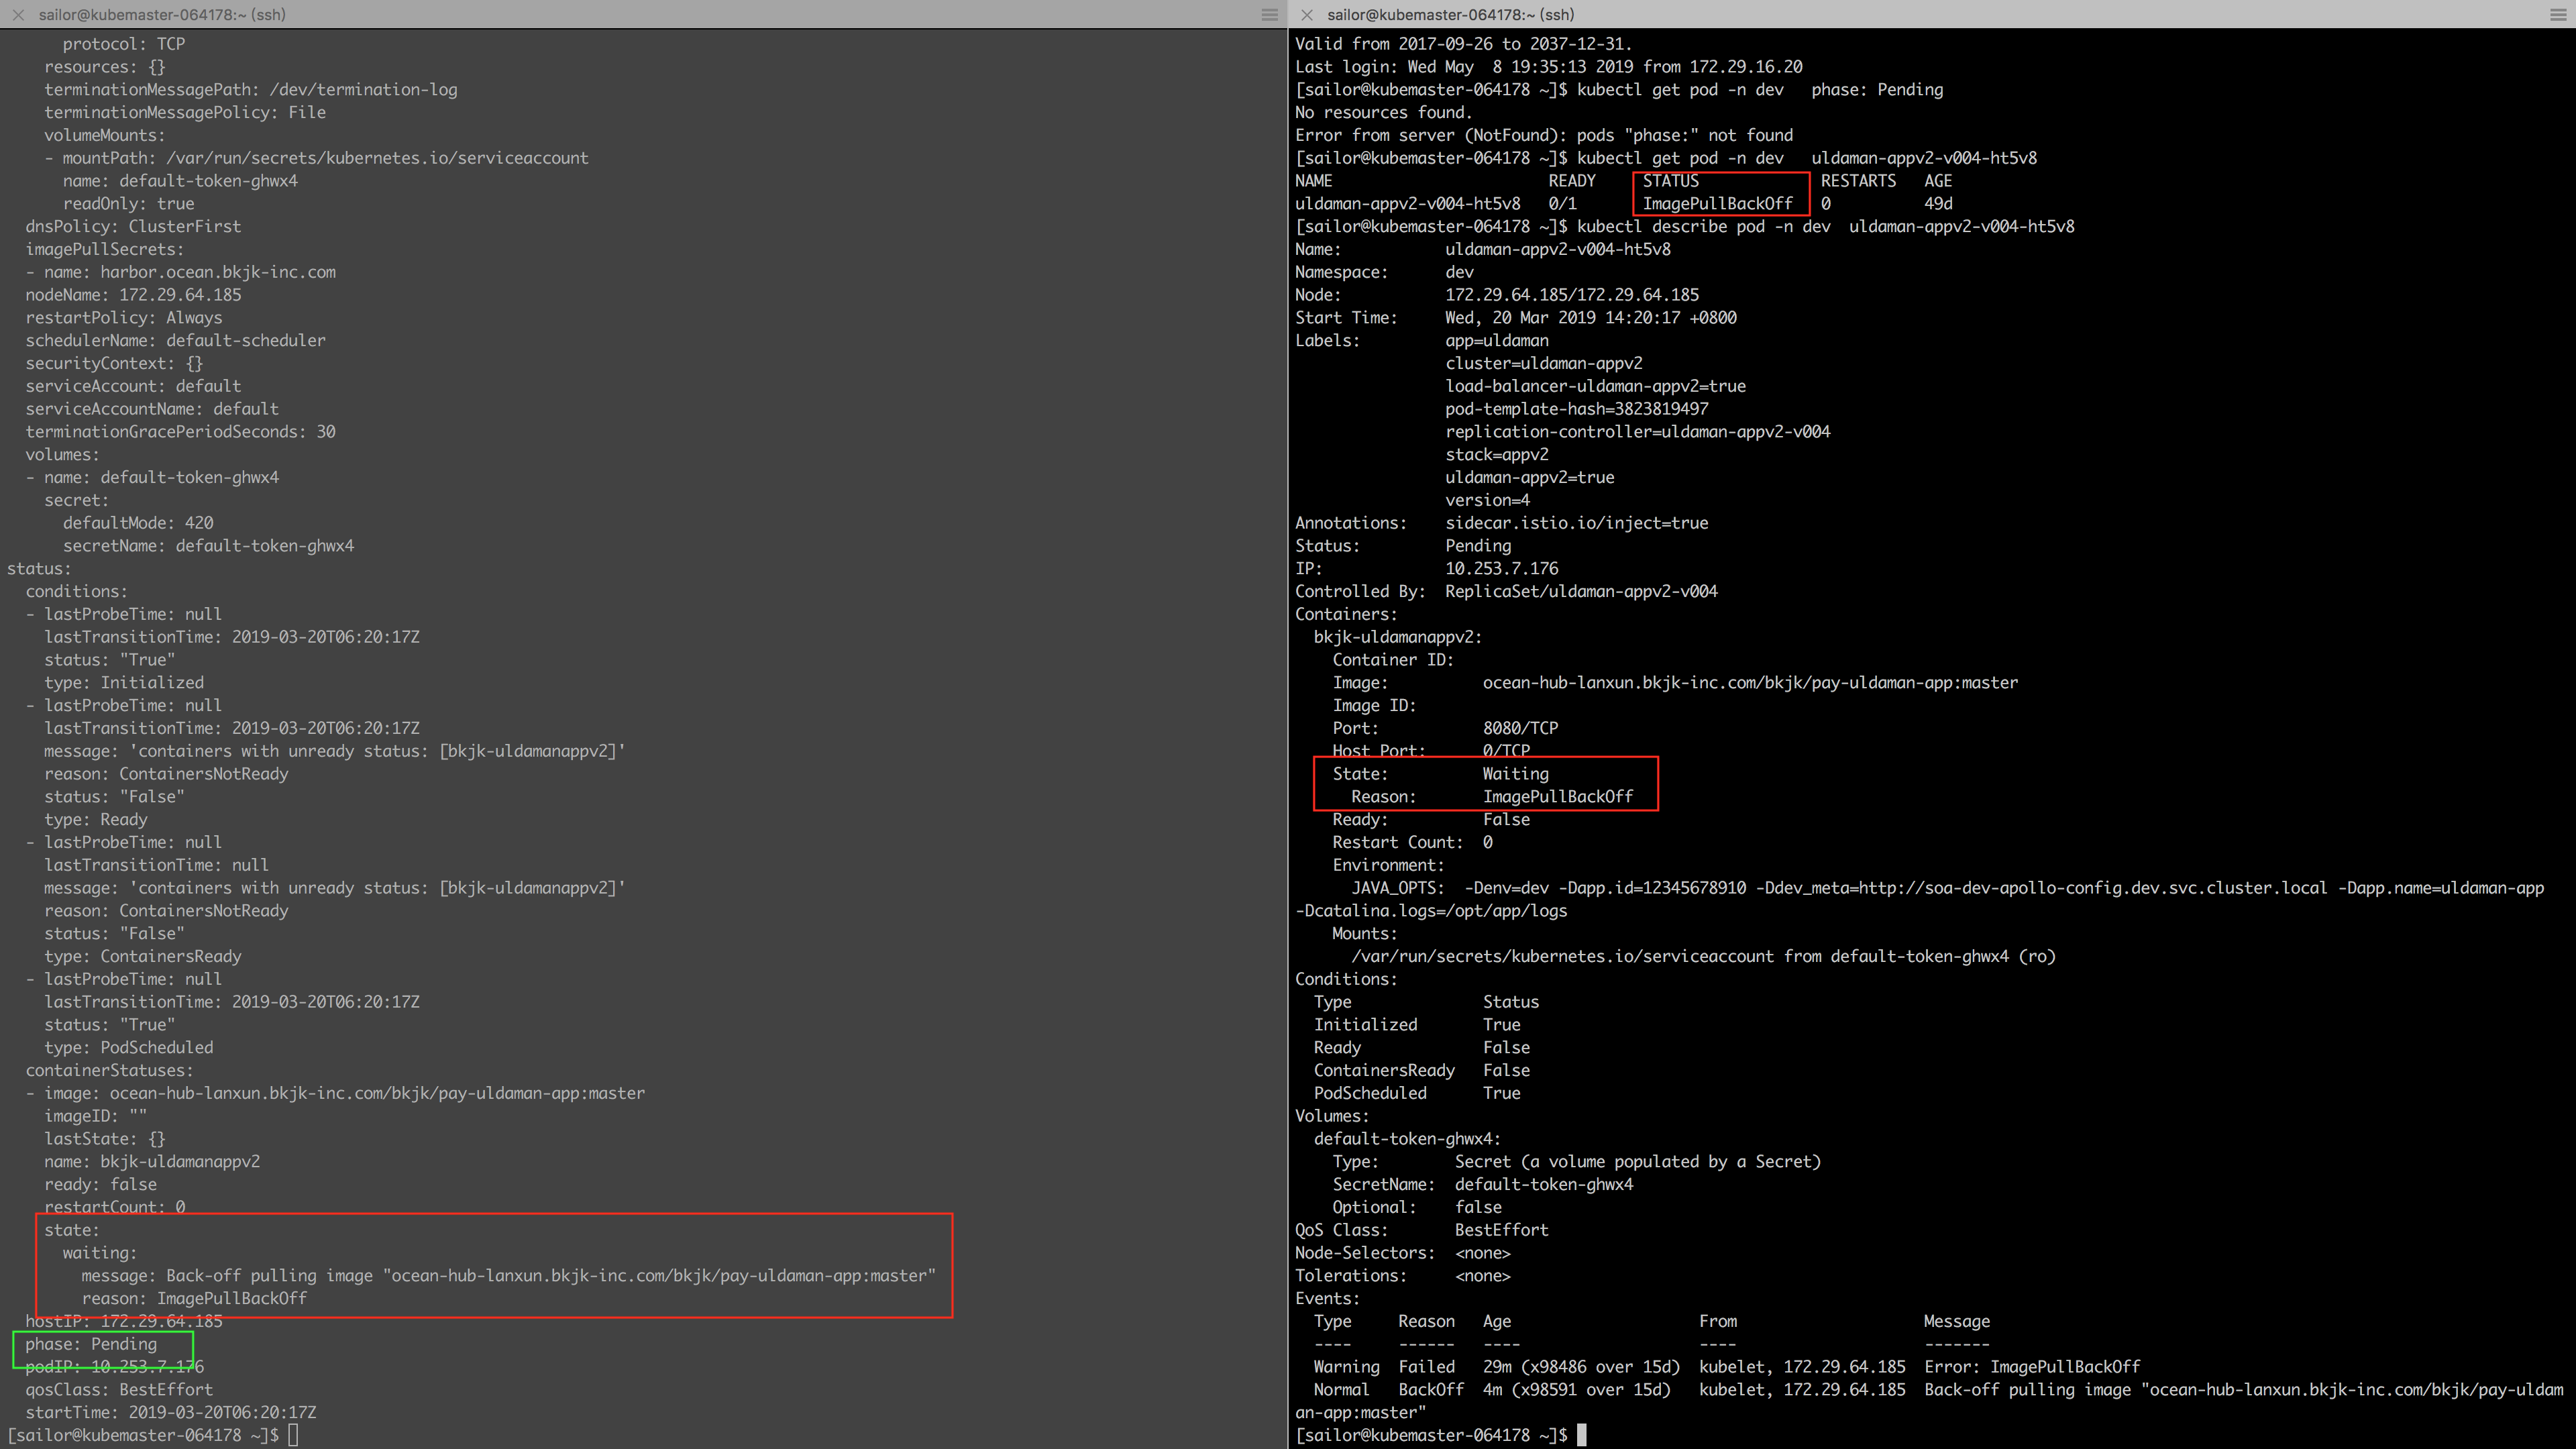 sailor@kubemaster-064178:~ (ssh)
      protocol: TCP
    resources: {}
    terminationMessagePath: /dev/termination-log
    terminationMessagePolicy: File
    volumeMounts:
    - mountPath: /var/run/secrets/kubernetes.io/serviceaccount
      name: default-token-ghwx4
      readOnly: true
  dnsPolicy: ClusterFirst
  imagePullSecrets:
  - name: harbor.ocean.bkjk-inc.com
  nodeName: 172.29.64.185
  restartPolicy: Always
  schedulerName: default-scheduler
  securityContext: {}
  serviceAccount: default
  serviceAccountName: default
  terminationGracePeriodSeconds: 30
  volumes:
  - name: default-token-ghwx4
    secret:
      defaultMode: 420
      secretName: default-token-ghwx4
status:
  conditions:
  - lastProbeTime: null
    lastTransitionTime: 2019-03-20T06:20:17Z
    status: "True"
    type: Initialized
  - lastProbeTime: null
    lastTransitionTime: 2019-03-20T06:20:17Z
    message: 'containers with unready status: [bkjk-uldamanappv2]'
    reason: ContainersNotReady
    status: "False"
    type: Ready
  - lastProbeTime: null
    lastTransitionTime: null
    message: 'containers with unready status: [bkjk-uldamanappv2]'
    reason: ContainersNotReady
    status: "False"
    type: ContainersReady
  - lastProbeTime: null
    lastTransitionTime: 2019-03-20T06:20:17Z
    status: "True"
    type: PodScheduled
  containerStatuses:
  - image: ocean-hub-lanxun.bkjk-inc.com/bkjk/pay-uldaman-app:master
    imageID: ""
    lastState: {}
    name: bkjk-uldamanappv2
    ready: false
    restartCount: 0
    state:
      waiting:
        message: Back-off pulling image "ocean-hub-lanxun.bkjk-inc.com/bkjk/pay-uldaman-app:master"
        reason: ImagePullBackOff
  hostIP: 172.29.64.185
  phase: Pending
  podIP: 10.253.7.176
  qosClass: BestEffort
  startTime: 2019-03-20T06:20:17Z
[sailor@kubemaster-064178 ~]$
sailor@kubemaster-064178:~ (ssh)
Valid from 2017-09-26 to 2037-12-31.
Last login: Wed May  8 19:35:13 2019 from 172.29.16.20
[sailor@kubemaster-064178 ~]$ kubectl get pod -n dev   phase: Pending
No resources found.
Error from server (NotFound): pods "phase:" not found
[sailor@kubemaster-064178 ~]$ kubectl get pod -n dev   uldaman-appv2-v004-ht5v8
NAME                       READY     STATUS             RESTARTS   AGE
uldaman-appv2-v004-ht5v8   0/1       ImagePullBackOff   0          49d
[sailor@kubemaster-064178 ~]$ kubectl describe pod -n dev  uldaman-appv2-v004-ht5v8
Name:           uldaman-appv2-v004-ht5v8
Namespace:      dev
Node:           172.29.64.185/172.29.64.185
Start Time:     Wed, 20 Mar 2019 14:20:17 +0800
Labels:         app=uldaman
                cluster=uldaman-appv2
                load-balancer-uldaman-appv2=true
                pod-template-hash=3823819497
                replication-controller=uldaman-appv2-v004
                stack=appv2
                uldaman-appv2=true
                version=4
Annotations:    sidecar.istio.io/inject=true
Status:         Pending
IP:             10.253.7.176
Controlled By:  ReplicaSet/uldaman-appv2-v004
Containers:
  bkjk-uldamanappv2:
    Container ID:
    Image:          ocean-hub-lanxun.bkjk-inc.com/bkjk/pay-uldaman-app:master
    Image ID:
    Port:           8080/TCP
    Host Port:      0/TCP
    State:          Waiting
      Reason:       ImagePullBackOff
    Ready:          False
    Restart Count:  0
    Environment:
      JAVA_OPTS:  -Denv=dev -Dapp.id=12345678910 -Ddev_meta=http://soa-dev-apollo-config.dev.svc.cluster.local -Dapp.name=uldaman-app
-Dcatalina.logs=/opt/app/logs
    Mounts:
      /var/run/secrets/kubernetes.io/serviceaccount from default-token-ghwx4 (ro)
Conditions:
  Type              Status
  Initialized       True
  Ready             False
  ContainersReady   False
  PodScheduled      True
Volumes:
  default-token-ghwx4:
    Type:        Secret (a volume populated by a Secret)
    SecretName:  default-token-ghwx4
    Optional:    false
QoS Class:       BestEffort
Node-Selectors:  <none>
Tolerations:     <none>
Events:
  Type     Reason   Age                    From                     Message
  ----     ------   ----                   ----                     -------
  Warning  Failed   29m (x98486 over 15d)  kubelet, 172.29.64.185  Error: ImagePullBackOff
  Normal   BackOff  4m (x98591 over 15d)   kubelet, 172.29.64.185  Back-off pulling image "ocean-hub-lanxun.bkjk-inc.com/bkjk/pay-uldam
an-app:master"
[sailor@kubemaster-064178 ~]$